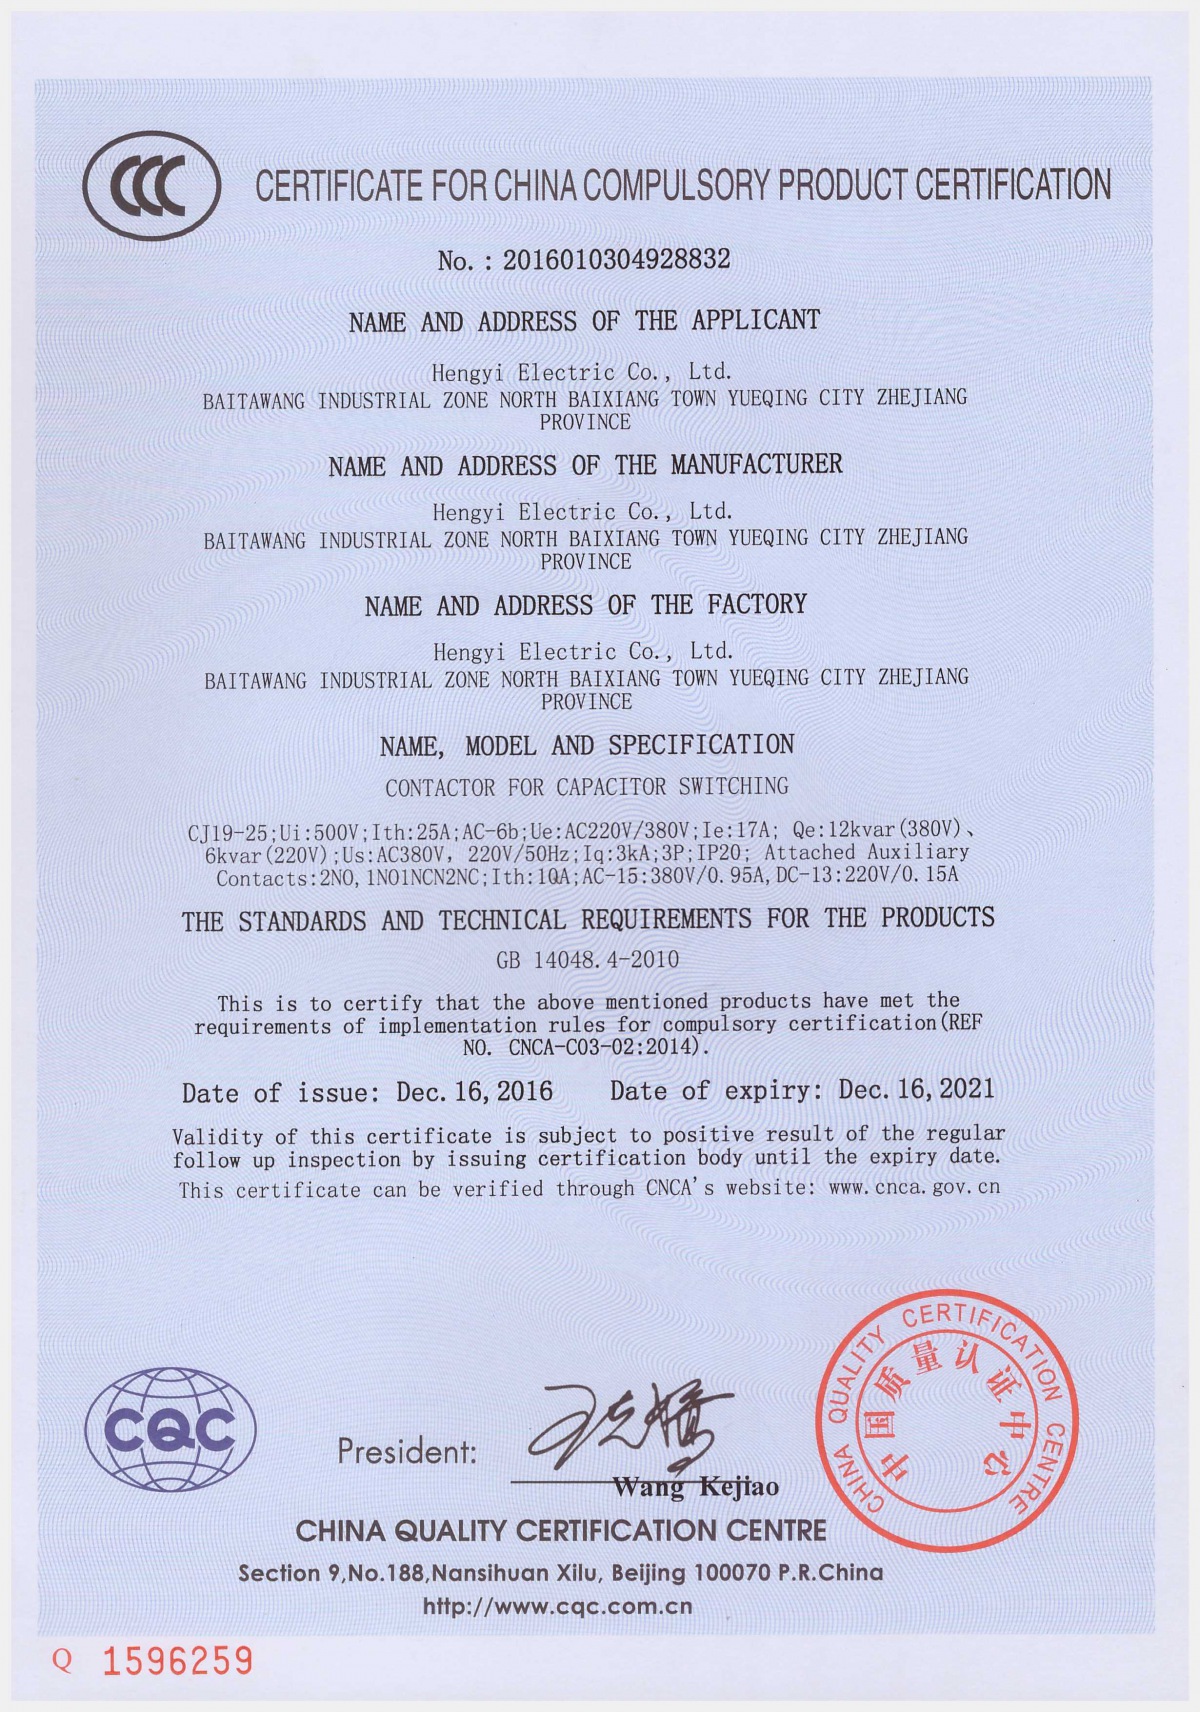 CCC
CERTIFICATE FOR CHINA COMPULSORY PRODUCT CERTIFICATION
No. : 2016010304928832
NAME AND ADDRESS OF THE APPLICANT
Hengyi Electric Co., Ltd.
BAITAWANG INDUSTRIAL ZONE NORTH BAIXIANG TOWN YUEQING CITY ZHEJIANG
PROVINCE
NAME AND ADDRESS OF THE MANUFACTURER
Hengyi Electric Co., Ltd.
BAITAWANG INDUSTRIAL ZONE NORTH BAIXIANG TOWN YUEQING CITY ZHEJIANG
PROVINCE
NAME AND ADDRESS OF THE FACTORY
Hengyi Electric Co., Ltd.
BAITAWANG INDUSTRIAL ZONE NORTH BAIXIANG TOWN YUEQING CITY ZHEJIANG
PROVINCE
NAME, MODEL AND SPECIFICATION
CONTACTOR FOR CAPACITOR SWITCHING
CJ19-25;Ui:500V;Ith:25A;AC-6b;Ue:AC220V/380V;Ie:17A; Qe:12kvar(380V)、
6kvar(220V);Us:AC380V, 220V/50Hz;Iq:3kA;3P;IP20; Attached Auxiliary
Contacts:2NO,1NO1NCN2NC;Ith:10A;AC-15:380V/0.95A,DC-13:220V/0.15A
THE STANDARDS AND TECHNICAL REQUIREMENTS FOR THE PRODUCTS
GB 14048.4-2010
This is to certify that the above mentioned products have met the
requirements of implementation rules for compulsory certification(REF
NO. CNCA-C03-02:2014).
Date of issue: Dec.16,2016 Date of expiry: Dec.16,2021
Validity of this certificate is subject to positive result of the regular
follow up inspection by issuing certification body until the expiry date.
This certificate can be verified through CNCA's website: www.cnca.gov.cn
CHINA QUALITY CERTIFICATION CENTRE
中国质量认证中心
CQC
President:
Wang Kejiao
CHINA QUALITY CERTIFICATION CENTRE
Section 9,No.188,Nansihuan Xilu, Beijing 100070 P.R.China
http://www.cqc.com.cn
Q 1596259